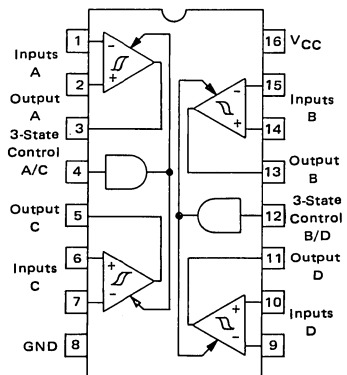 1
Inputs
A
2
Output
A
3
3-State
Control
A/C
4
Output
C
5
6
Inputs
C
7
GND
8
16 VCC
15
Inputs
B
14
Output
B
13
3-State
Control
B/D
12
Output
D
11
10
Inputs
D
9
- +
- +
+ -
+ -